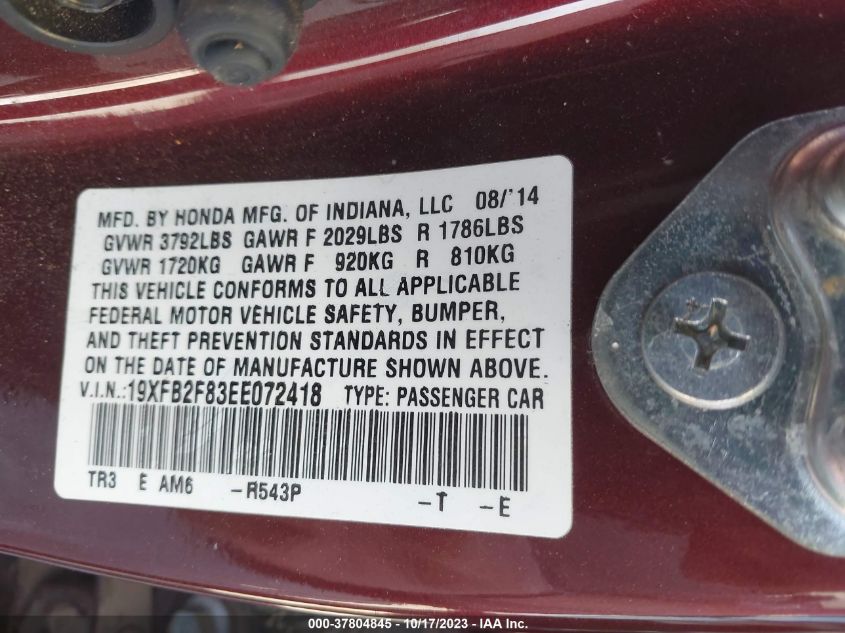 MFD. BY HONDA MFG. OF INDIANA, LLC 08/'14
GVWR 3792LBS GAWR F 2029LBS R 1786LBS
GVWR 1720KG GAWR F 920KG R 810KG
THIS VEHICLE CONFORMS TO ALL APPLICABLE
FEDERAL MOTOR VEHICLE SAFETY, BUMPER,
AND THEFT PREVENTION STANDARDS IN EFFECT
ON THE DATE OF MANUFACTURE SHOWN ABOVE.
V.I.N.:19XFB2F83EE072418 TYPE: PASSENGER CAR
TR3 E AM6 -R543P -T -E
000-37804845 - 10/17/2023 - IAAI.COM